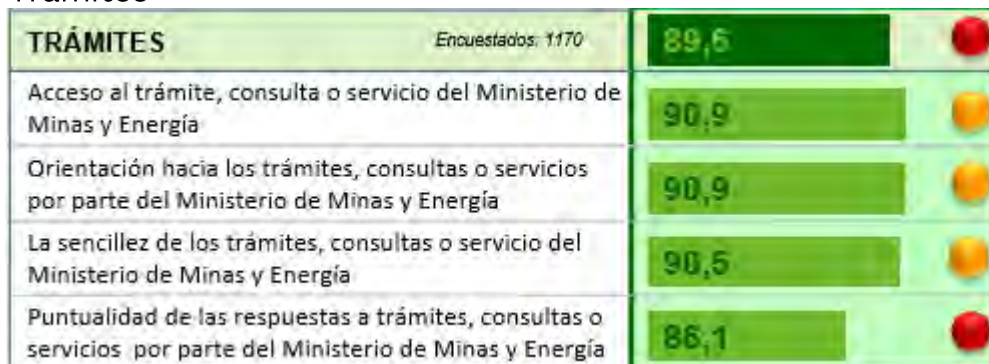 Trámites
TRÁMITES Encuestados: 1170 89,6
Acceso al trámite, consulta o servicio del Ministerio de
Minas y Energía
90,9
Orientación hacia los trámites, consultas o servicios
por parte del Ministerio de Minas y Energía
90,9
La sencillez de los trámites, consultas o servicio del
Ministerio de Minas y Energía
90,5
Puntualidad de las respuestas a trámites, consultas o
servicios por parte del Ministerio de Minas y Energía
86,1